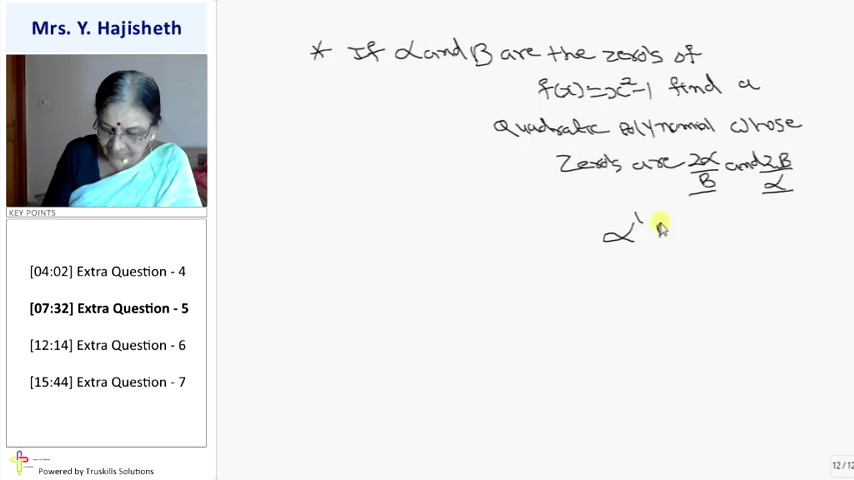 Mrs. Y. Hajisheth
KEY POINTS
[04:02] Extra Question - 4
[07:32] Extra Question - 5
[12:14] Extra Question - 6
[15:44] Extra Question - 7
Powered by Truskills Solutions
* If α and β are the zero's of
f(x)=x²-1 find a
quadratic polynomial whose
zero's are 2α/β and 2β/α
α'
12 / 12